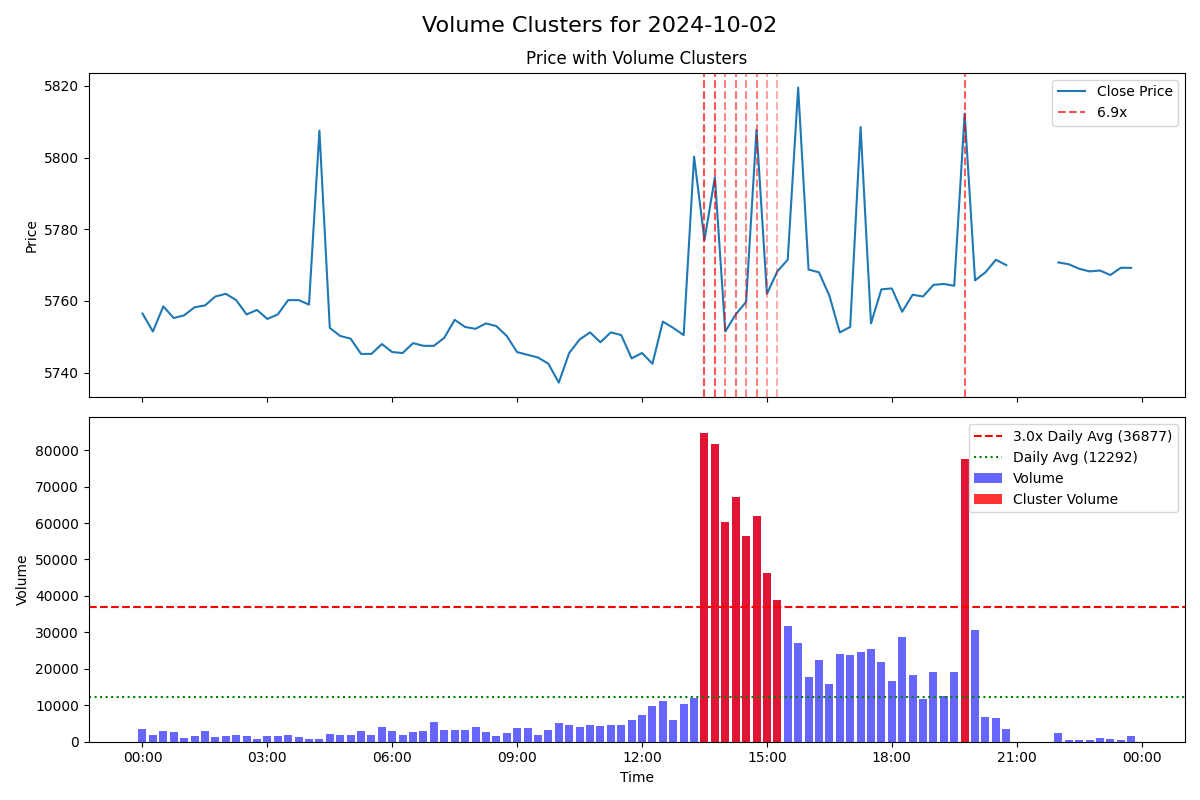 Volume Clusters for 2024-10-02
Price with Volume Clusters
Price
5820
5800
5780
5760
5740
Close Price
6.9x
Volume
80000
70000
60000
50000
40000
30000
20000
10000
0
3.0x Daily Avg (36877)
Daily Avg (12292)
Volume
Cluster Volume
00:00 03:00 06:00 09:00 12:00 15:00 18:00 21:00 00:00
Time